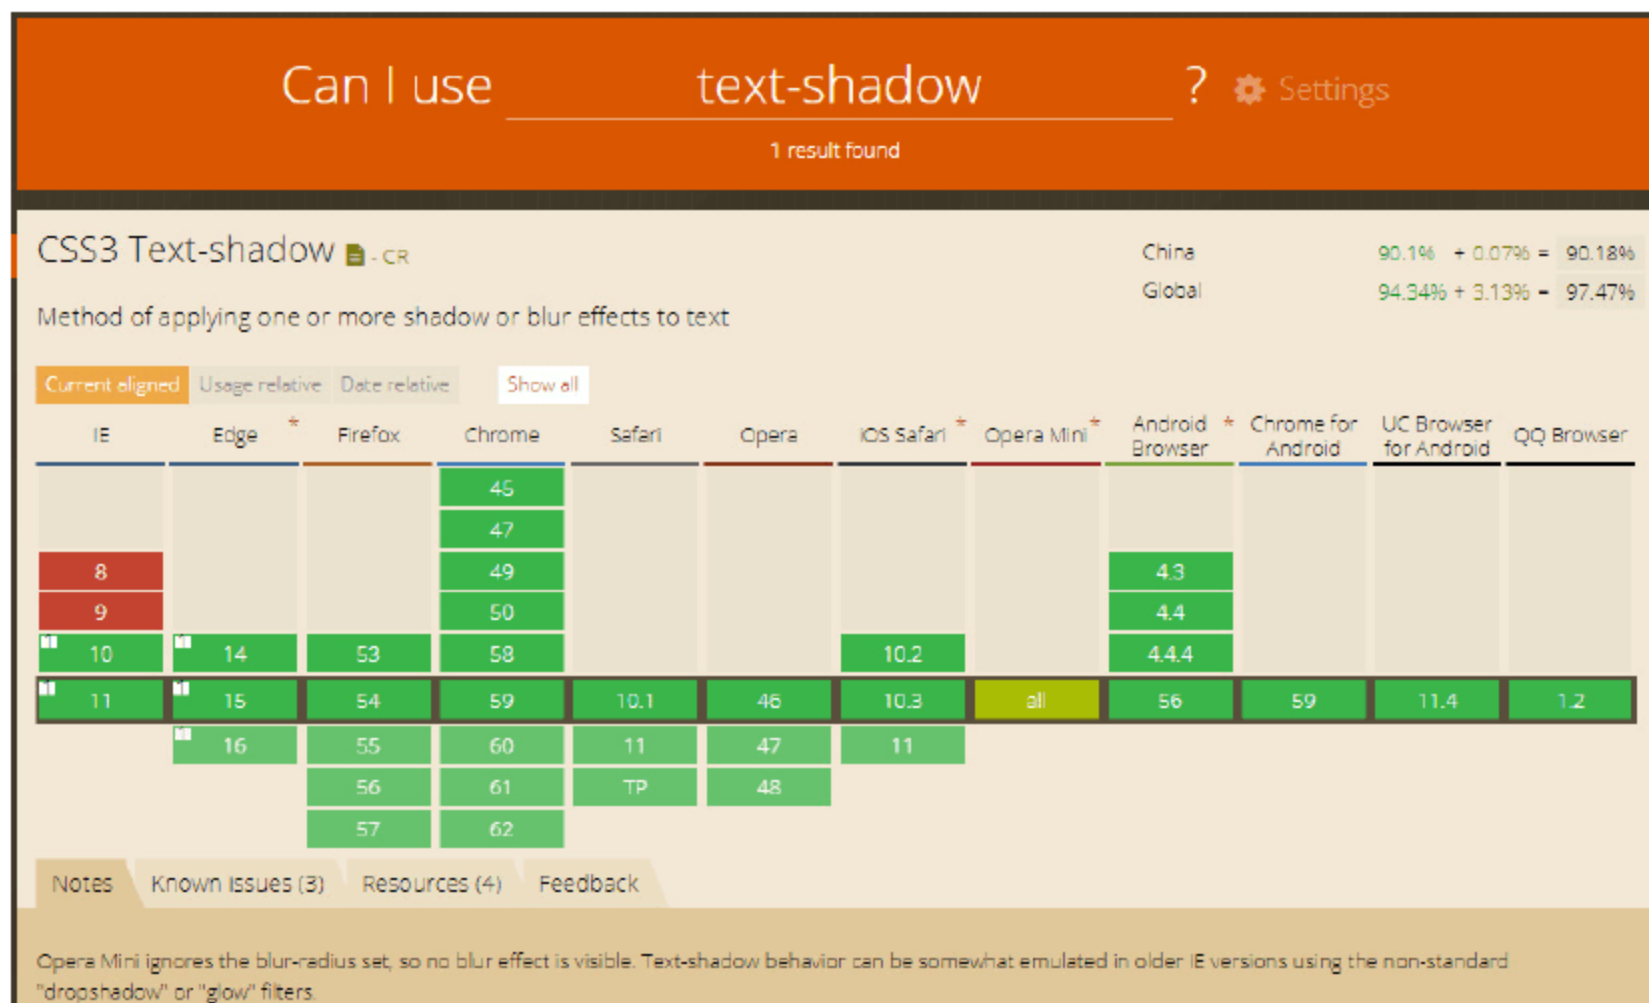 Can I use text-shadow ? Settings
1 result found
CSS3 Text-shadow - CR
China 90.1% + 0.07% = 90.18%
Global 94.34% + 3.13% = 97.47%
Method of applying one or more shadow or blur effects to text
Current aligned Usage relative Date relative Show all
IE Edge * Firefox Chrome Safari Opera iOS Safari * Opera Mini * Android Browser * Chrome for Android UC Browser for Android QQ Browser
45
47
8 49 4.3
9 50 4.4
10 14 53 58 10.2 4.4.4
11 15 54 59 10.1 46 10.3 all 56 59 11.4 1.2
16 55 60 11 47 11
56 61 TP 48
57 62
Notes Known issues (3) Resources (4) Feedback
Opera Mini ignores the blur-radius set, so no blur effect is visible. Text-shadow behavior can be somewhat emulated in older IE versions using the non-standard
"dropshadow" or "glow" filters.